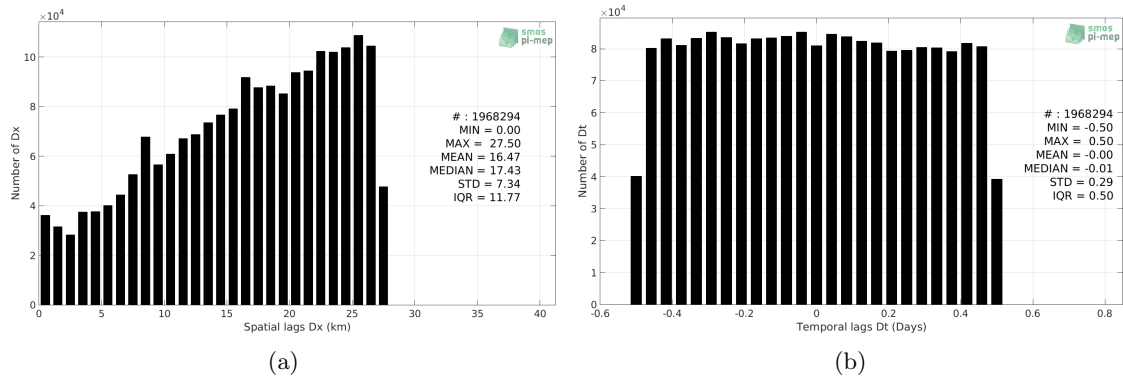 ×10⁴
smos
pi-mep
10
8
6
4
2
0
Number of Dx
# : 1968294
MIN = 0.00
MAX = 27.50
MEAN = 16.47
MEDIAN = 17.43
STD = 7.34
IQR = 11.77
0 5 10 15 20 25 30 35 40
Spatial lags Dx (km)
(a)
×10⁴
smos
pi-mep
9
8
7
6
5
4
3
2
1
0
Number of Dt
# : 1968294
MIN = -0.50
MAX = 0.50
MEAN = -0.00
MEDIAN = -0.01
STD = 0.29
IQR = 0.50
-0.6 -0.4 -0.2 0 0.2 0.4 0.6 0.8
Temporal lags Dt (Days)
(b)